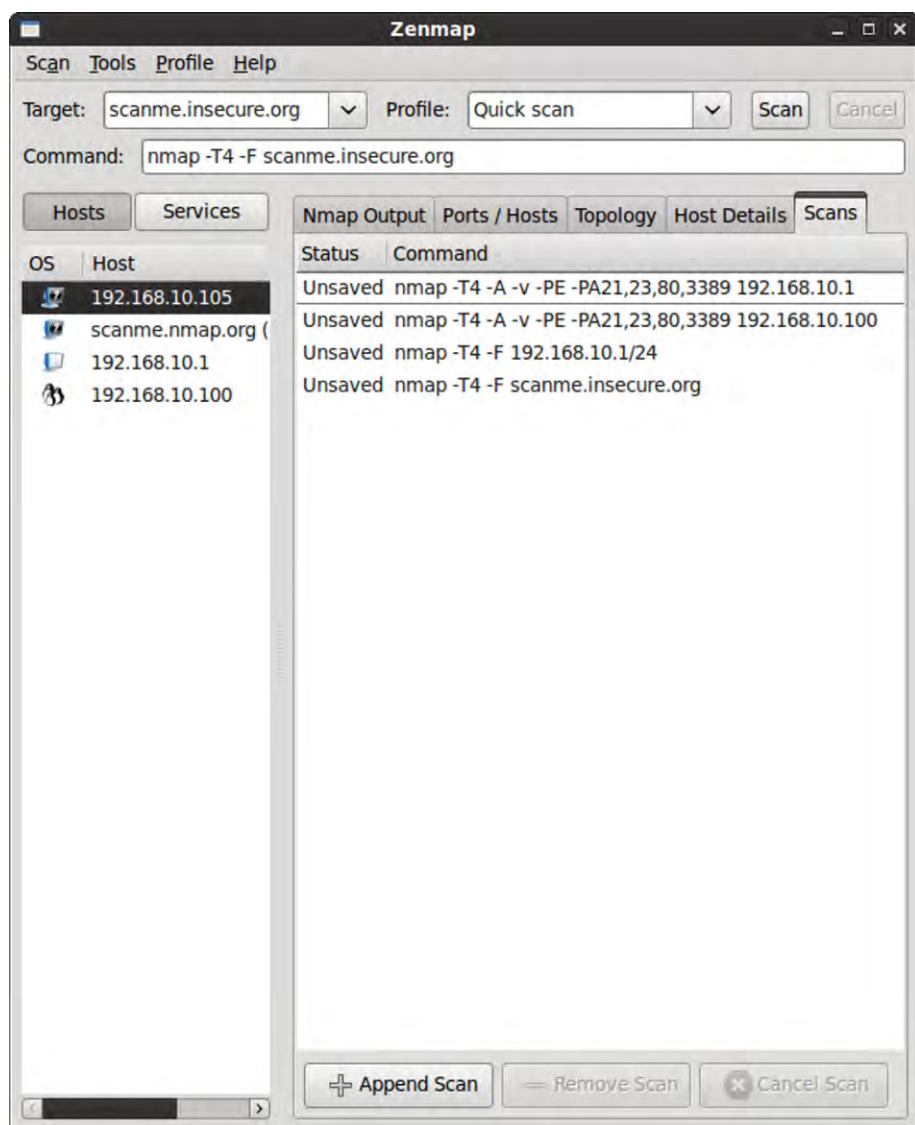 Zenmap
Scan Tools Profile Help
Target: scanme.insecure.org Profile: Quick scan Scan Cancel
Command: nmap -T4 -F scanme.insecure.org
Hosts Services
OS Host
192.168.10.105
scanme.nmap.org (
192.168.10.1
192.168.10.100
Nmap Output Ports / Hosts Topology Host Details Scans
Status Command
Unsaved nmap -T4 -A -v -PE -PA21,23,80,3389 192.168.10.1
Unsaved nmap -T4 -A -v -PE -PA21,23,80,3389 192.168.10.100
Unsaved nmap -T4 -F 192.168.10.1/24
Unsaved nmap -T4 -F scanme.insecure.org
Append Scan Remove Scan Cancel Scan